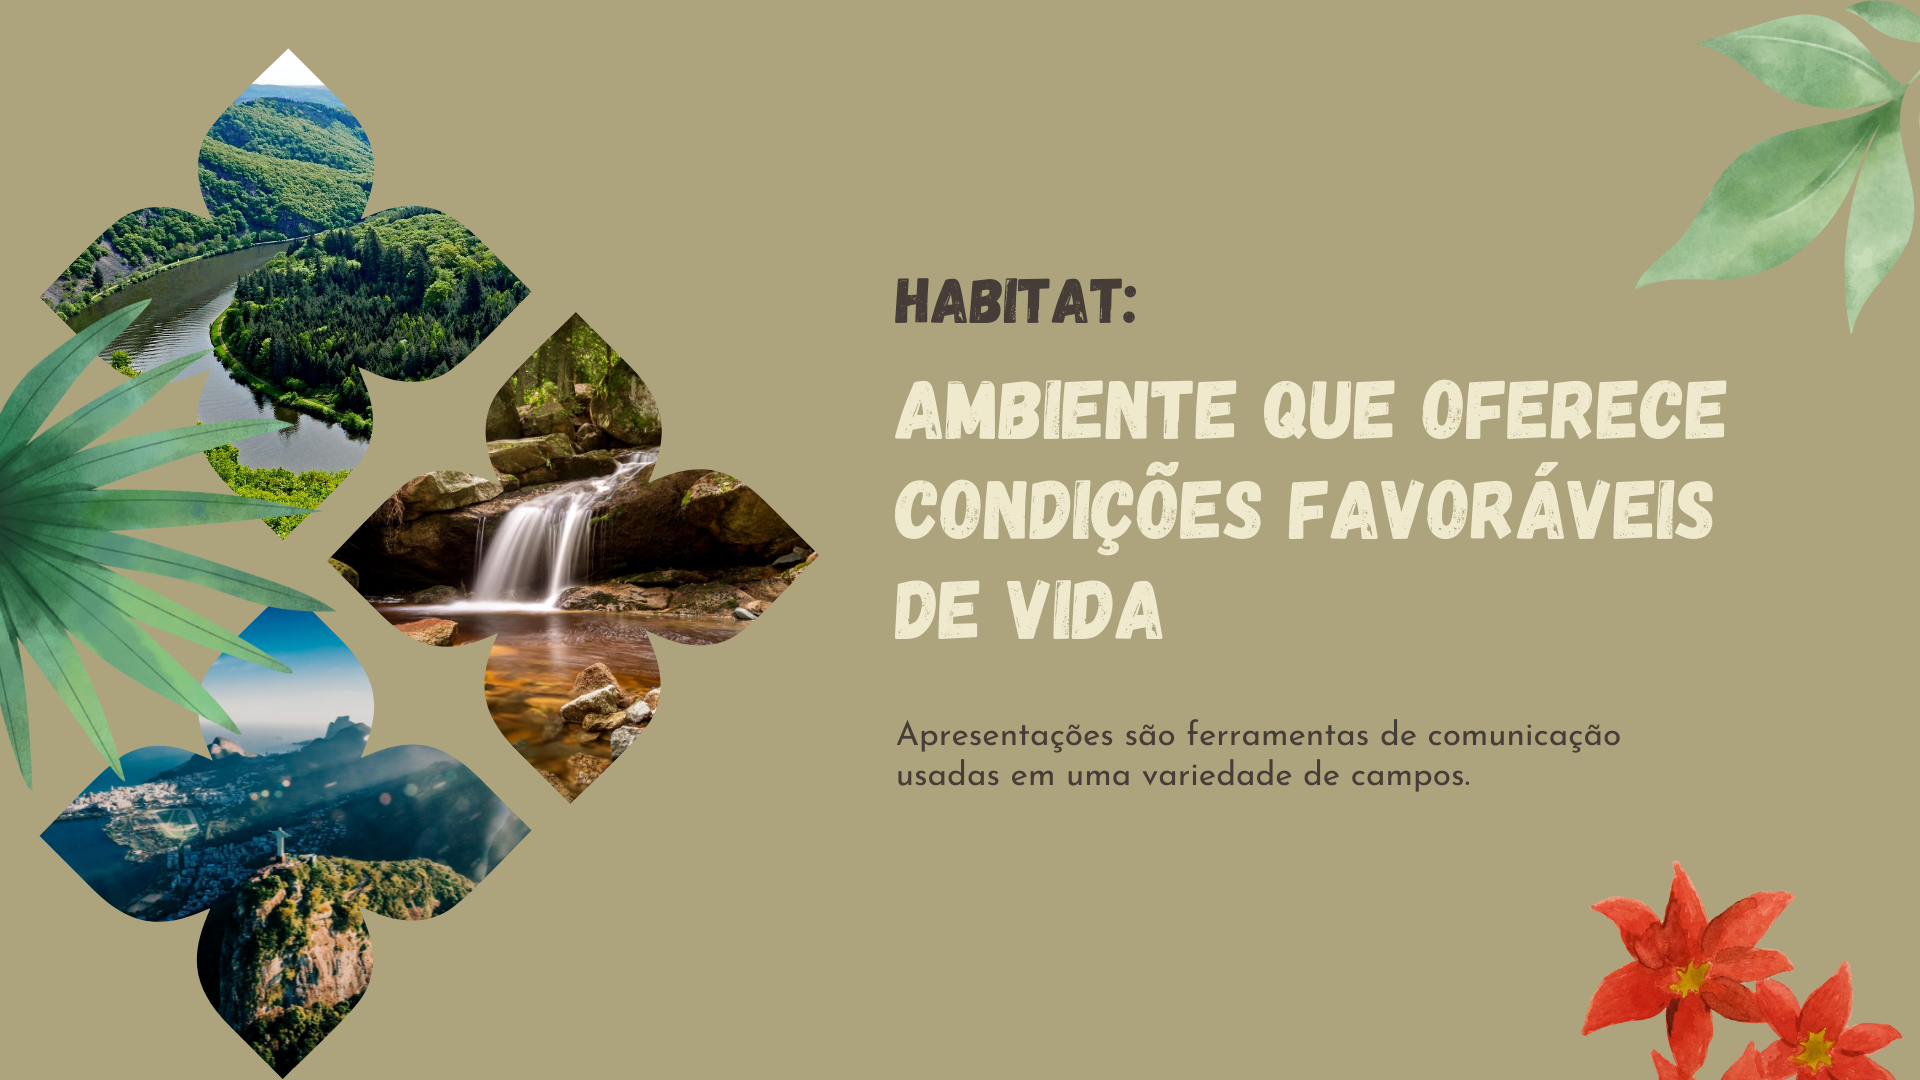 HABITAT:
AMBIENTE QUE OFERECE
CONDIÇÕES FAVORÁVEIS
DE VIDA
Apresentações são ferramentas de comunicação
usadas em uma variedade de campos.